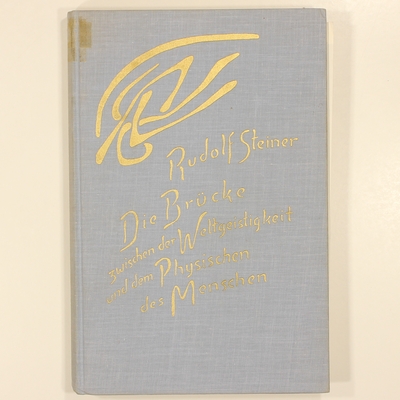 Rudolf Steiner
Die Brücke
zwischen der Weltgeistigkeit
und dem Physischen
des Menschen